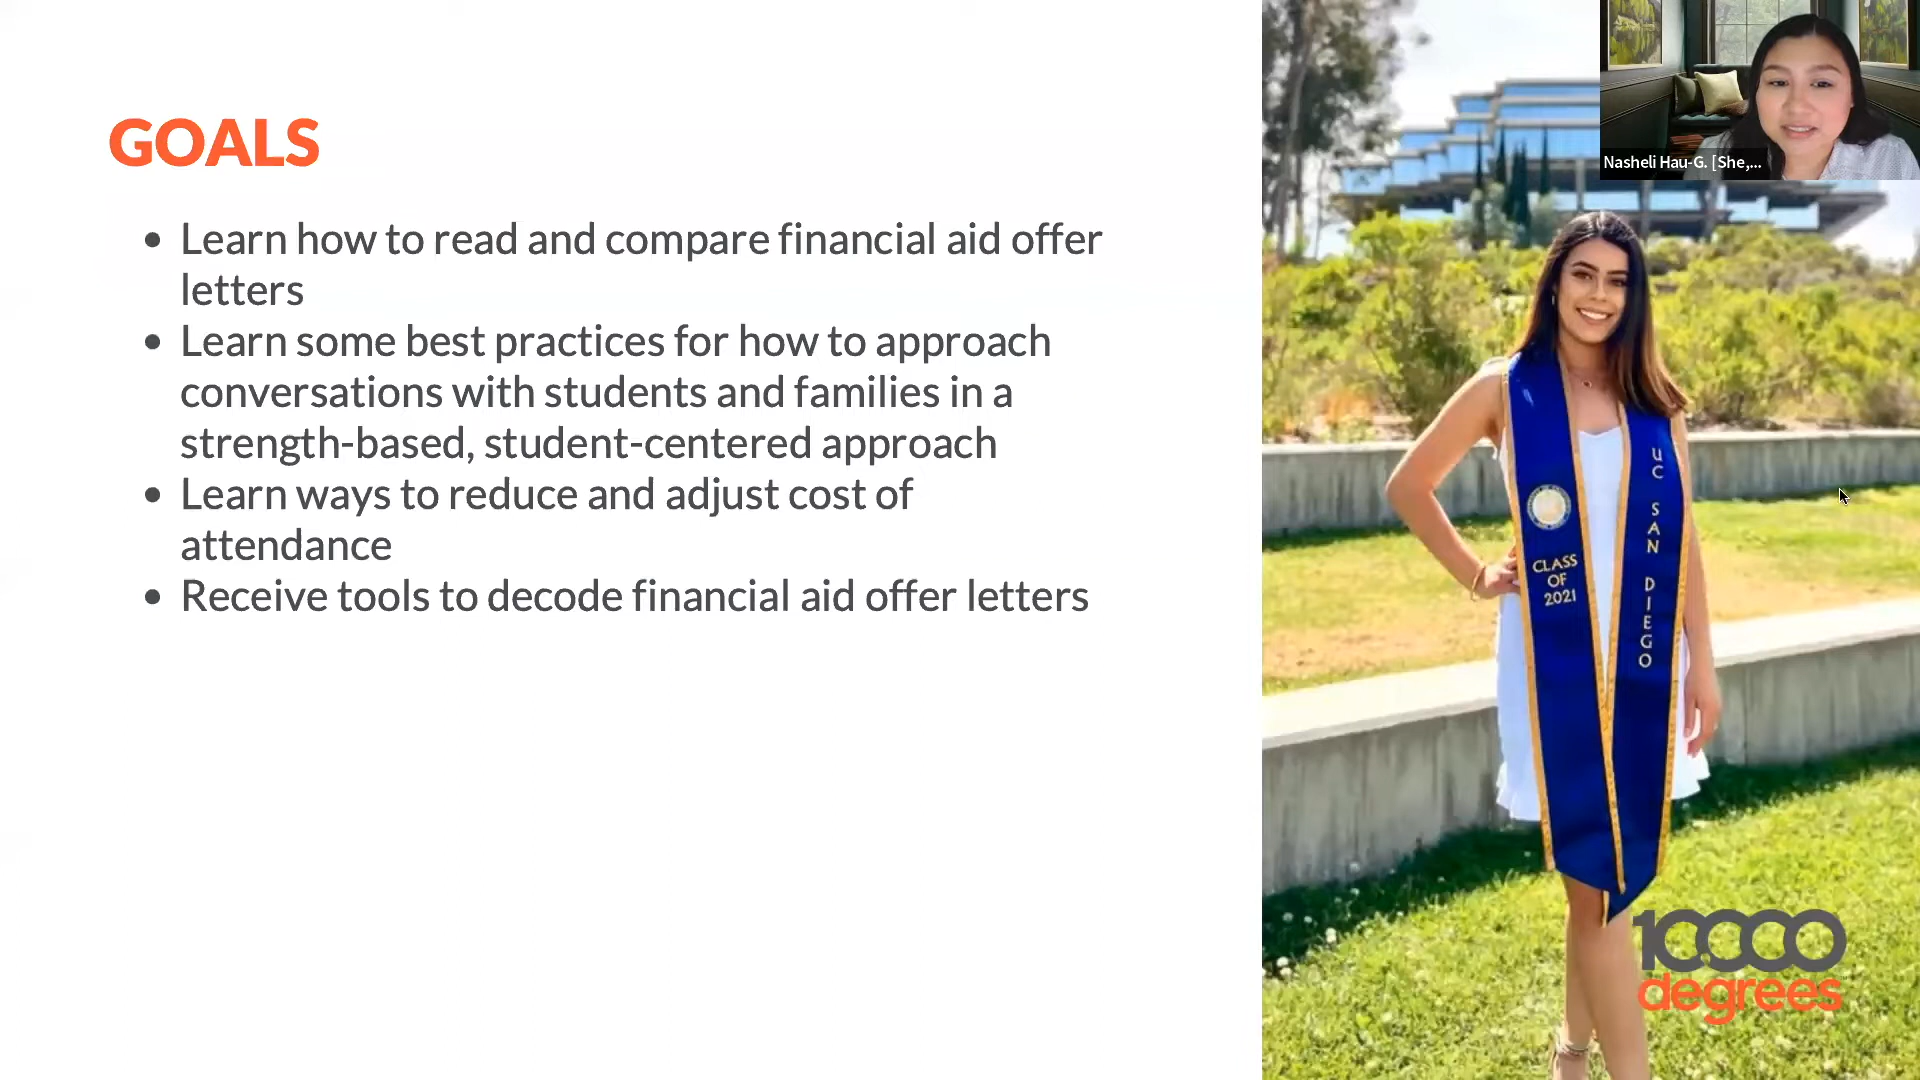 GOALS
• Learn how to read and compare financial aid offer
letters
• Learn some best practices for how to approach
conversations with students and families in a
strength-based, student-centered approach
• Learn ways to reduce and adjust cost of
attendance
• Receive tools to decode financial aid offer letters
Nasheli Hau-G. [She,...
CLASS
OF
2021
UC SAN DIEGO
10000
degrees